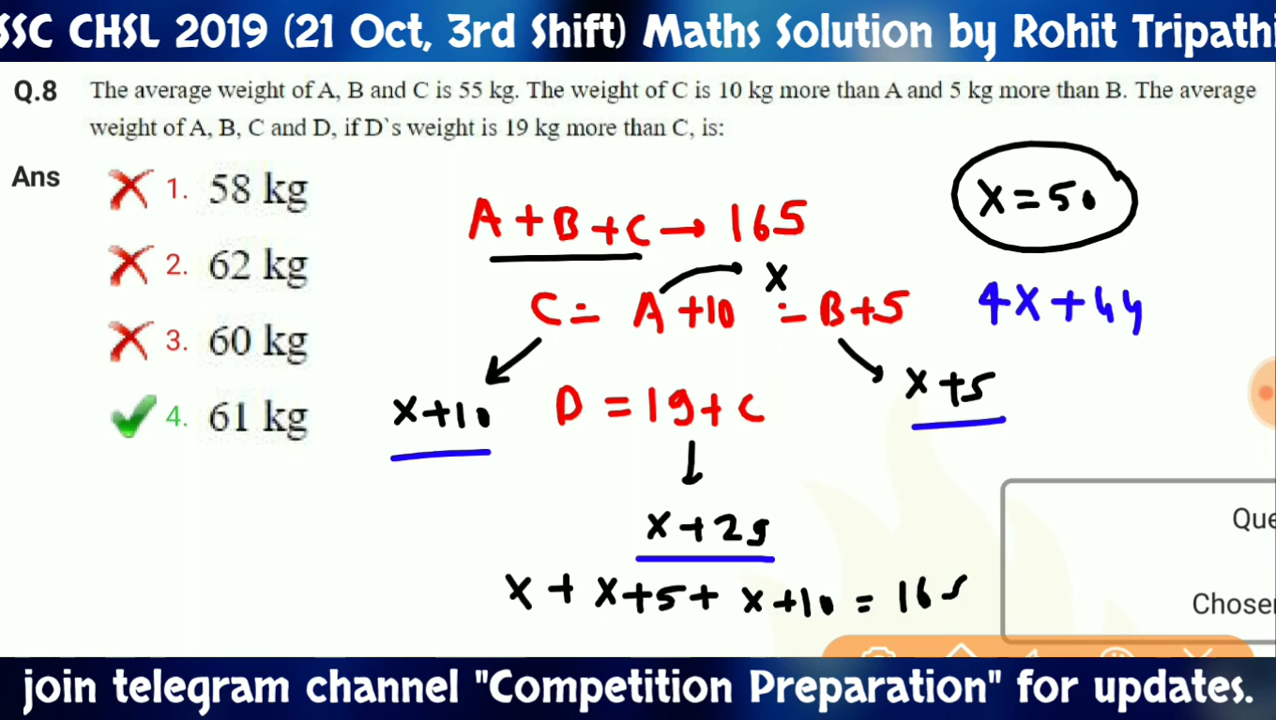 SSC CHSL 2019 (21 Oct, 3rd Shift) Maths Solution by Rohit Tripathi
Q.8 The average weight of A, B and C is 55 kg. The weight of C is 10 kg more than A and 5 kg more than B. The average
weight of A, B, C and D, if D`s weight is 19 kg more than C, is:
Ans
1. 58 kg
2. 62 kg
3. 60 kg
4. 61 kg
A+B+C→165
x=50
x
C= A+10 = B+5
4x+44
x+10
D=19+C
x+5
x+29
x+x+5+x+10=165
Que
Chose
join telegram channel "Competition Preparation" for updates.